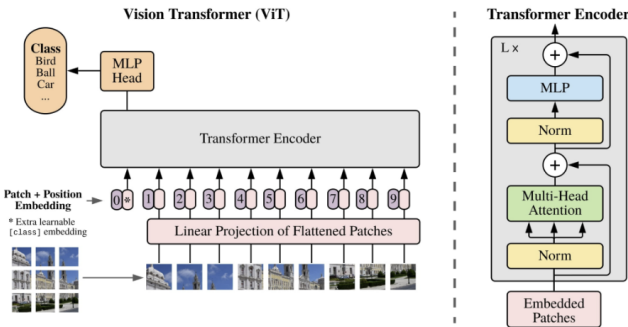 Vision Transformer (ViT)
Class
Bird
Ball
Car
...
MLP
Head
Transformer Encoder
Patch + Position
Embedding
* Extra learnable
[class] embedding
0 * 1 2 3 4 5 6 7 8 9
Linear Projection of Flattened Patches
Transformer Encoder
L x
+
MLP
Norm
+
Multi-Head
Attention
Norm
Embedded
Patches